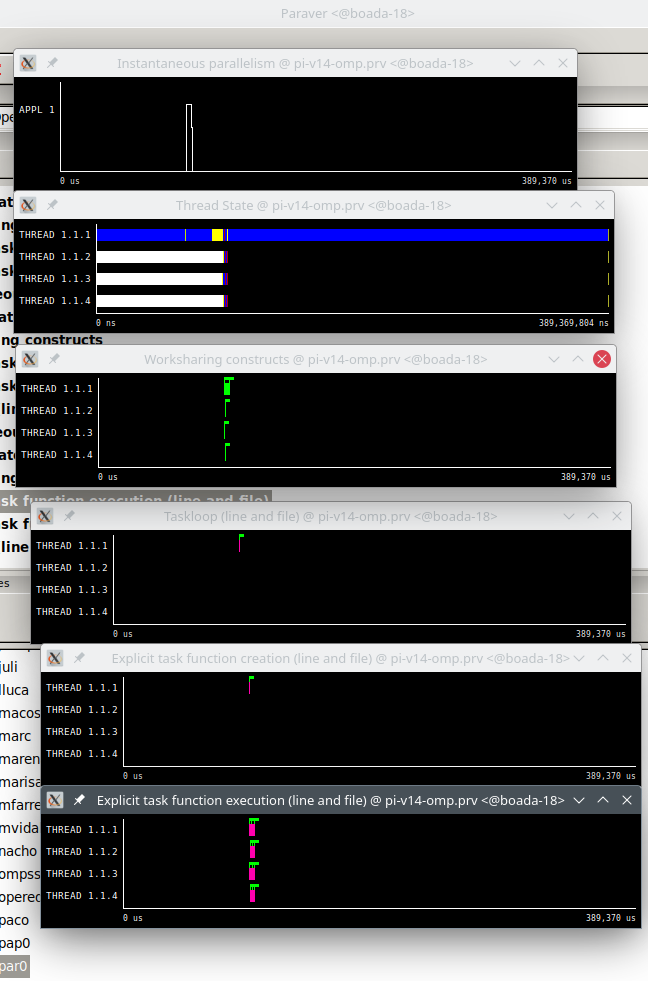 Paraver <@boada-18>
Instantaneous parallelism @ pi-v14-omp.prv <@boada-18>
APPL 1
0 us
389,370 us
Thread State @ pi-v14-omp.prv <@boada-18>
THREAD 1.1.1
THREAD 1.1.2
THREAD 1.1.3
THREAD 1.1.4
0 ns
389,369,804 ns
ng constructs
Worksharing constructs @ pi-v14-omp.prv <@boada-18>
THREAD 1.1.1
THREAD 1.1.2
THREAD 1.1.3
THREAD 1.1.4
0 us
389,370 us
sk function execution (line and file)
sk f
line
Taskloop (line and file) @ pi-v14-omp.prv <@boada-18>
THREAD 1.1.1
THREAD 1.1.2
THREAD 1.1.3
THREAD 1.1.4
0 us
389,370 us
es
Explicit task function creation (line and file) @ pi-v14-omp.prv <@boada-18>
THREAD 1.1.1
THREAD 1.1.2
THREAD 1.1.3
THREAD 1.1.4
0 us
389,370 us
Explicit task function execution (line and file) @ pi-v14-omp.prv <@boada-18>
THREAD 1.1.1
THREAD 1.1.2
THREAD 1.1.3
THREAD 1.1.4
0 us
389,370 us
juli
lluca
macos
marc
maren
marisa
mfarre
mvida
nacho
ompss
opered
paco
pap0
par0